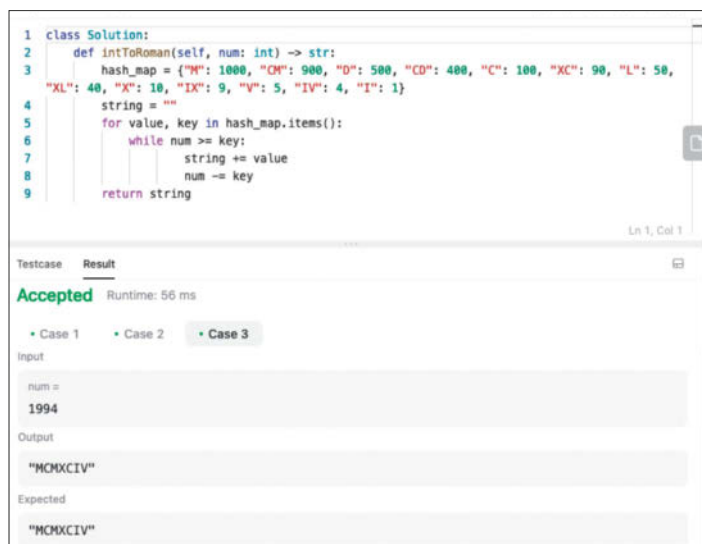 1 class Solution:
2 def intToRoman(self, num: int) -> str:
3 hash_map = {"M": 1000, "CM": 900, "D": 500, "CD": 400, "C": 100, "XC": 90, "L": 50,
"XL": 40, "X": 10, "IX": 9, "V": 5, "IV": 4, "I": 1}
4 string = ""
5 for value, key in hash_map.items():
6 while num >= key:
7 string += value
8 num -= key
9 return string
Ln 1, Col 1
Testcase Result
Accepted Runtime: 56 ms
• Case 1 • Case 2 • Case 3
Input
num =
1994
Output
"MCMXCIV"
Expected
"MCMXCIV"